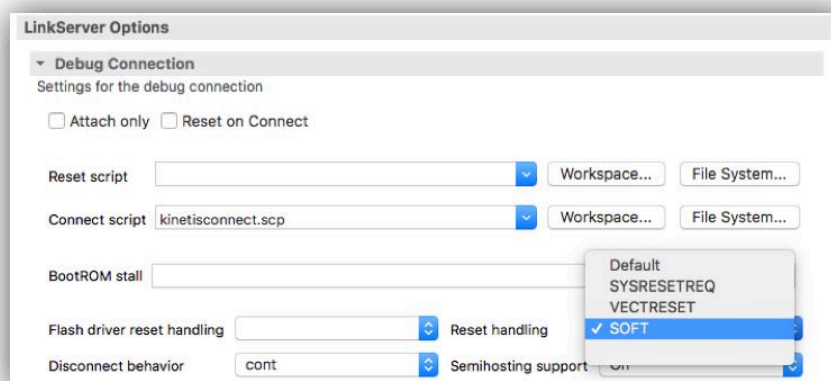 LinkServer Options
Debug Connection
Settings for the debug connection
Attach only Reset on Connect
Reset script Workspace... File System...
Connect script kinetisconnect.scp Workspace... File System...
Default
SYSRESETREQ
BootROM stall
VECTRESET
Flash driver reset handling Reset handling ✓ SOFT
Disconnect behavior cont Semihosting support On